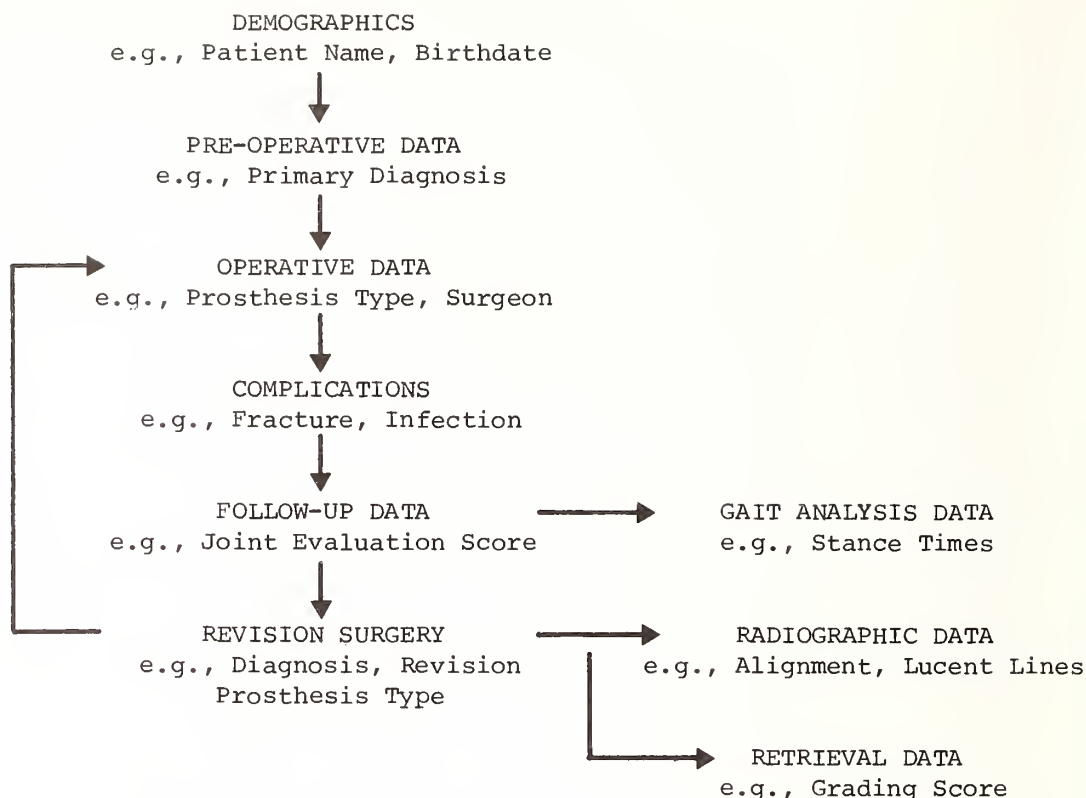 DEMOGRAPHICS
e.g., Patient Name, Birthdate
PRE-OPERATIVE DATA
e.g., Primary Diagnosis
OPERATIVE DATA
e.g., Prosthesis Type, Surgeon
COMPLICATIONS
e.g., Fracture, Infection
FOLLOW-UP DATA
e.g., Joint Evaluation Score
GAIT ANALYSIS DATA
e.g., Stance Times
REVISION SURGERY
e.g., Diagnosis, Revision
Prosthesis Type
RADIOGRAPHIC DATA
e.g., Alignment, Lucent Lines
RETRIEVAL DATA
e.g., Grading Score